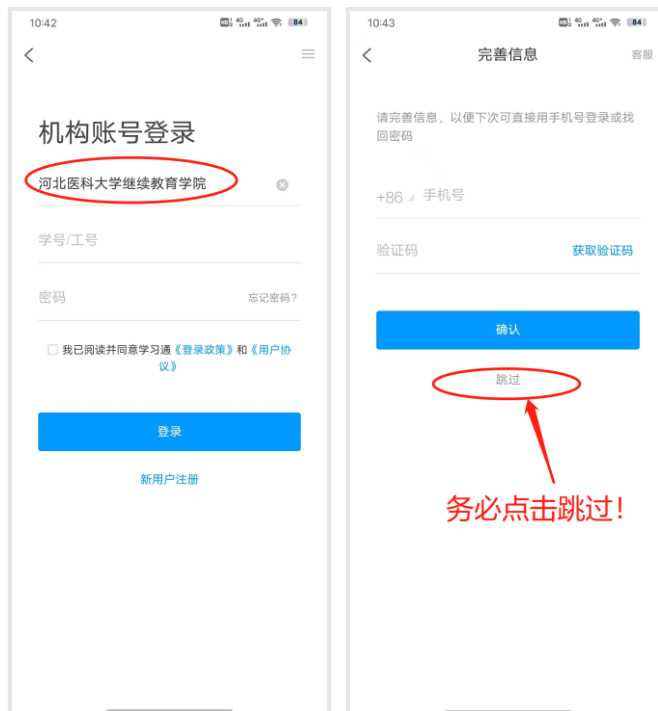 10:42
84
机构账号登录
河北医科大学继续教育学院
学号/工号
密码
忘记密码?
我已阅读并同意学习通《登录政策》和《用户协
议》
登录
新用户注册
10:43
84
完善信息
客服
请完善信息，以便下次可直接用手机号登录或找
回密码
+86 手机号
验证码
获取验证码
确认
跳过
务必点击跳过！